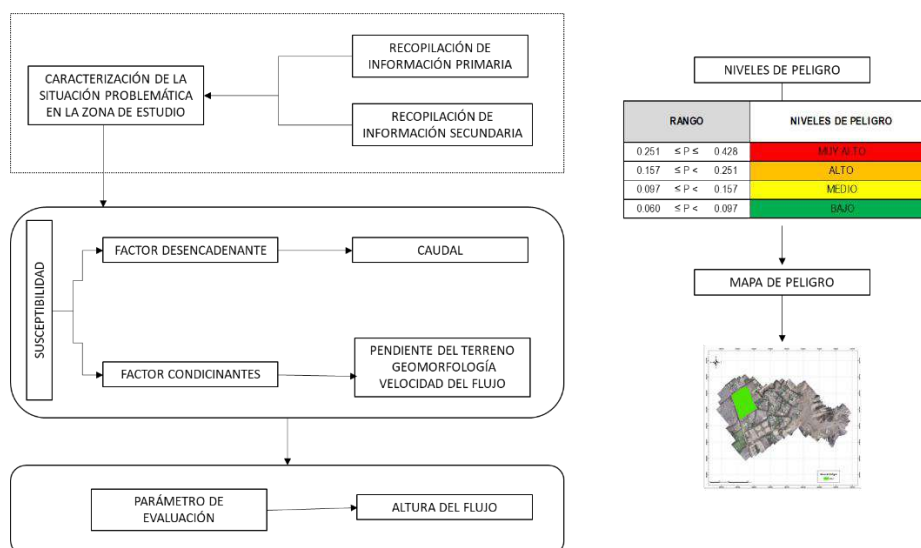 RECOPILACIÓN DE
INFORMACIÓN PRIMARIA
CARACTERIZACIÓN DE LA
SITUACIÓN PROBLEMÁTICA
EN LA ZONA DE ESTUDIO
RECOPILACIÓN DE
INFORMACIÓN SECUNDARIA
SUSCEPTIBILIDAD
FACTOR DESENCADENANTE
CAUDAL
FACTOR CONDICINANTES
PENDIENTE DEL TERRENO
GEOMORFOLOGÍA
VELOCIDAD DEL FLUJO
PARÁMETRO DE
EVALUACIÓN
ALTURA DEL FLUJO
NIVELES DE PELIGRO
RANGO NIVELES DE PELIGRO
0.251 ≤ P ≤ 0.428 MUY ALTO
0.157 ≤ P < 0.251 ALTO
0.097 ≤ P < 0.157 MEDIO
0.060 ≤ P < 0.097 BAJO
MAPA DE PELIGRO